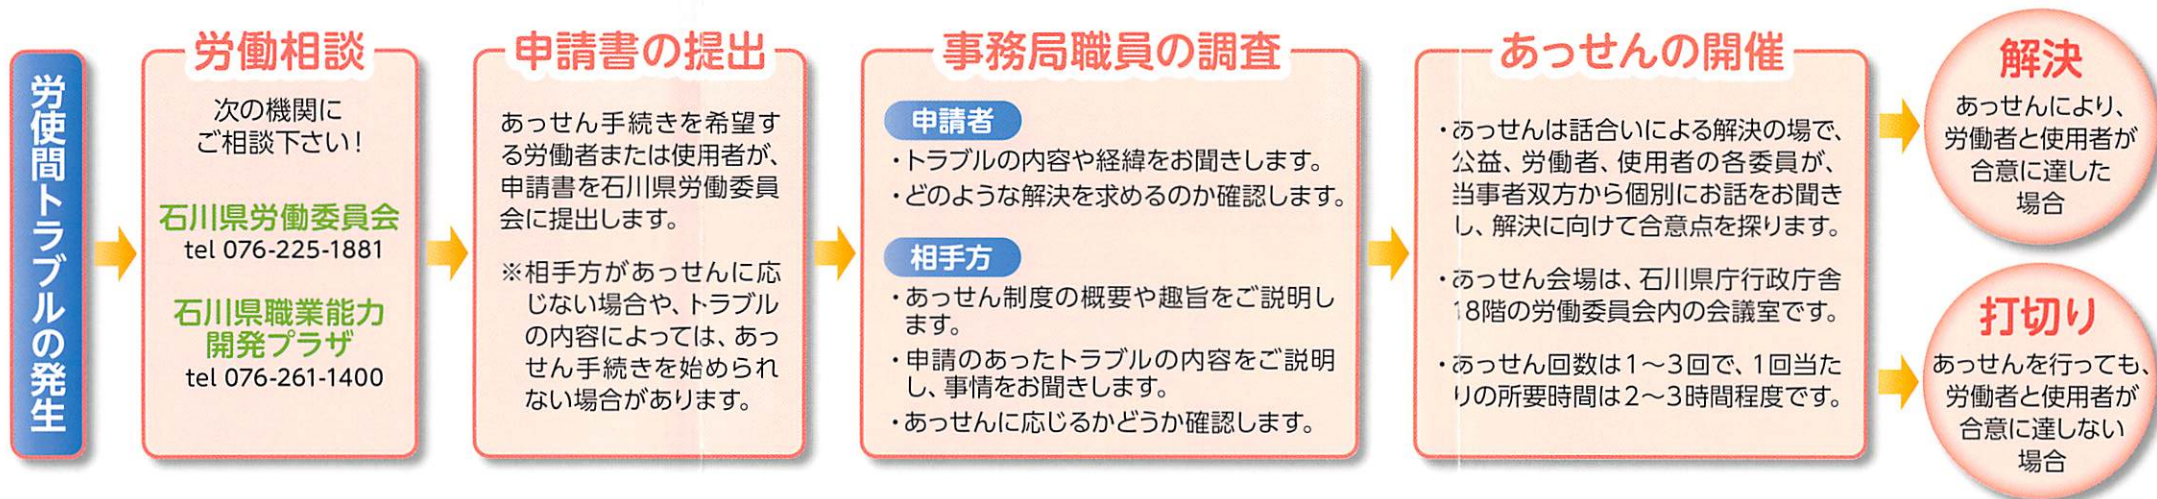 労使間トラブルの発生
労働相談
次の機関に
ご相談下さい!
石川県労働委員会
tel 076-225-1881
石川県職業能力
開発プラザ
tel 076-261-1400
申請書の提出
あっせん手続きを希望す
る労働者または使用者が、
申請書を石川県労働委員
会に提出します。
※相手方があっせんに応
じない場合や、トラブル
の内容によっては、あっ
せん手続きを始められ
ない場合があります。
事務局職員の調査
申請者
・トラブルの内容や経緯をお聞きします。
・どのような解決を求めるのか確認します。
相手方
・あっせん制度の概要や趣旨をご説明し
ます。
・申請のあったトラブルの内容をご説明
し、事情をお聞きします。
・あっせんに応じるかどうか確認します。
あっせんの開催
・あっせんは話合いによる解決の場で、
公益、労働者、使用者の各委員が、
当事者双方から個別にお話をお聞き
し、解決に向けて合意点を探ります。
・あっせん会場は、石川県庁行政庁舎
18階の労働委員会内の会議室です。
・あっせん回数は1~3回で、1回当た
りの所要時間は2~3時間程度です。
解決
あっせんにより、
労働者と使用者が
合意に達した
場合
打切り
あっせんを行っても、
労働者と使用者が
合意に達しない
場合